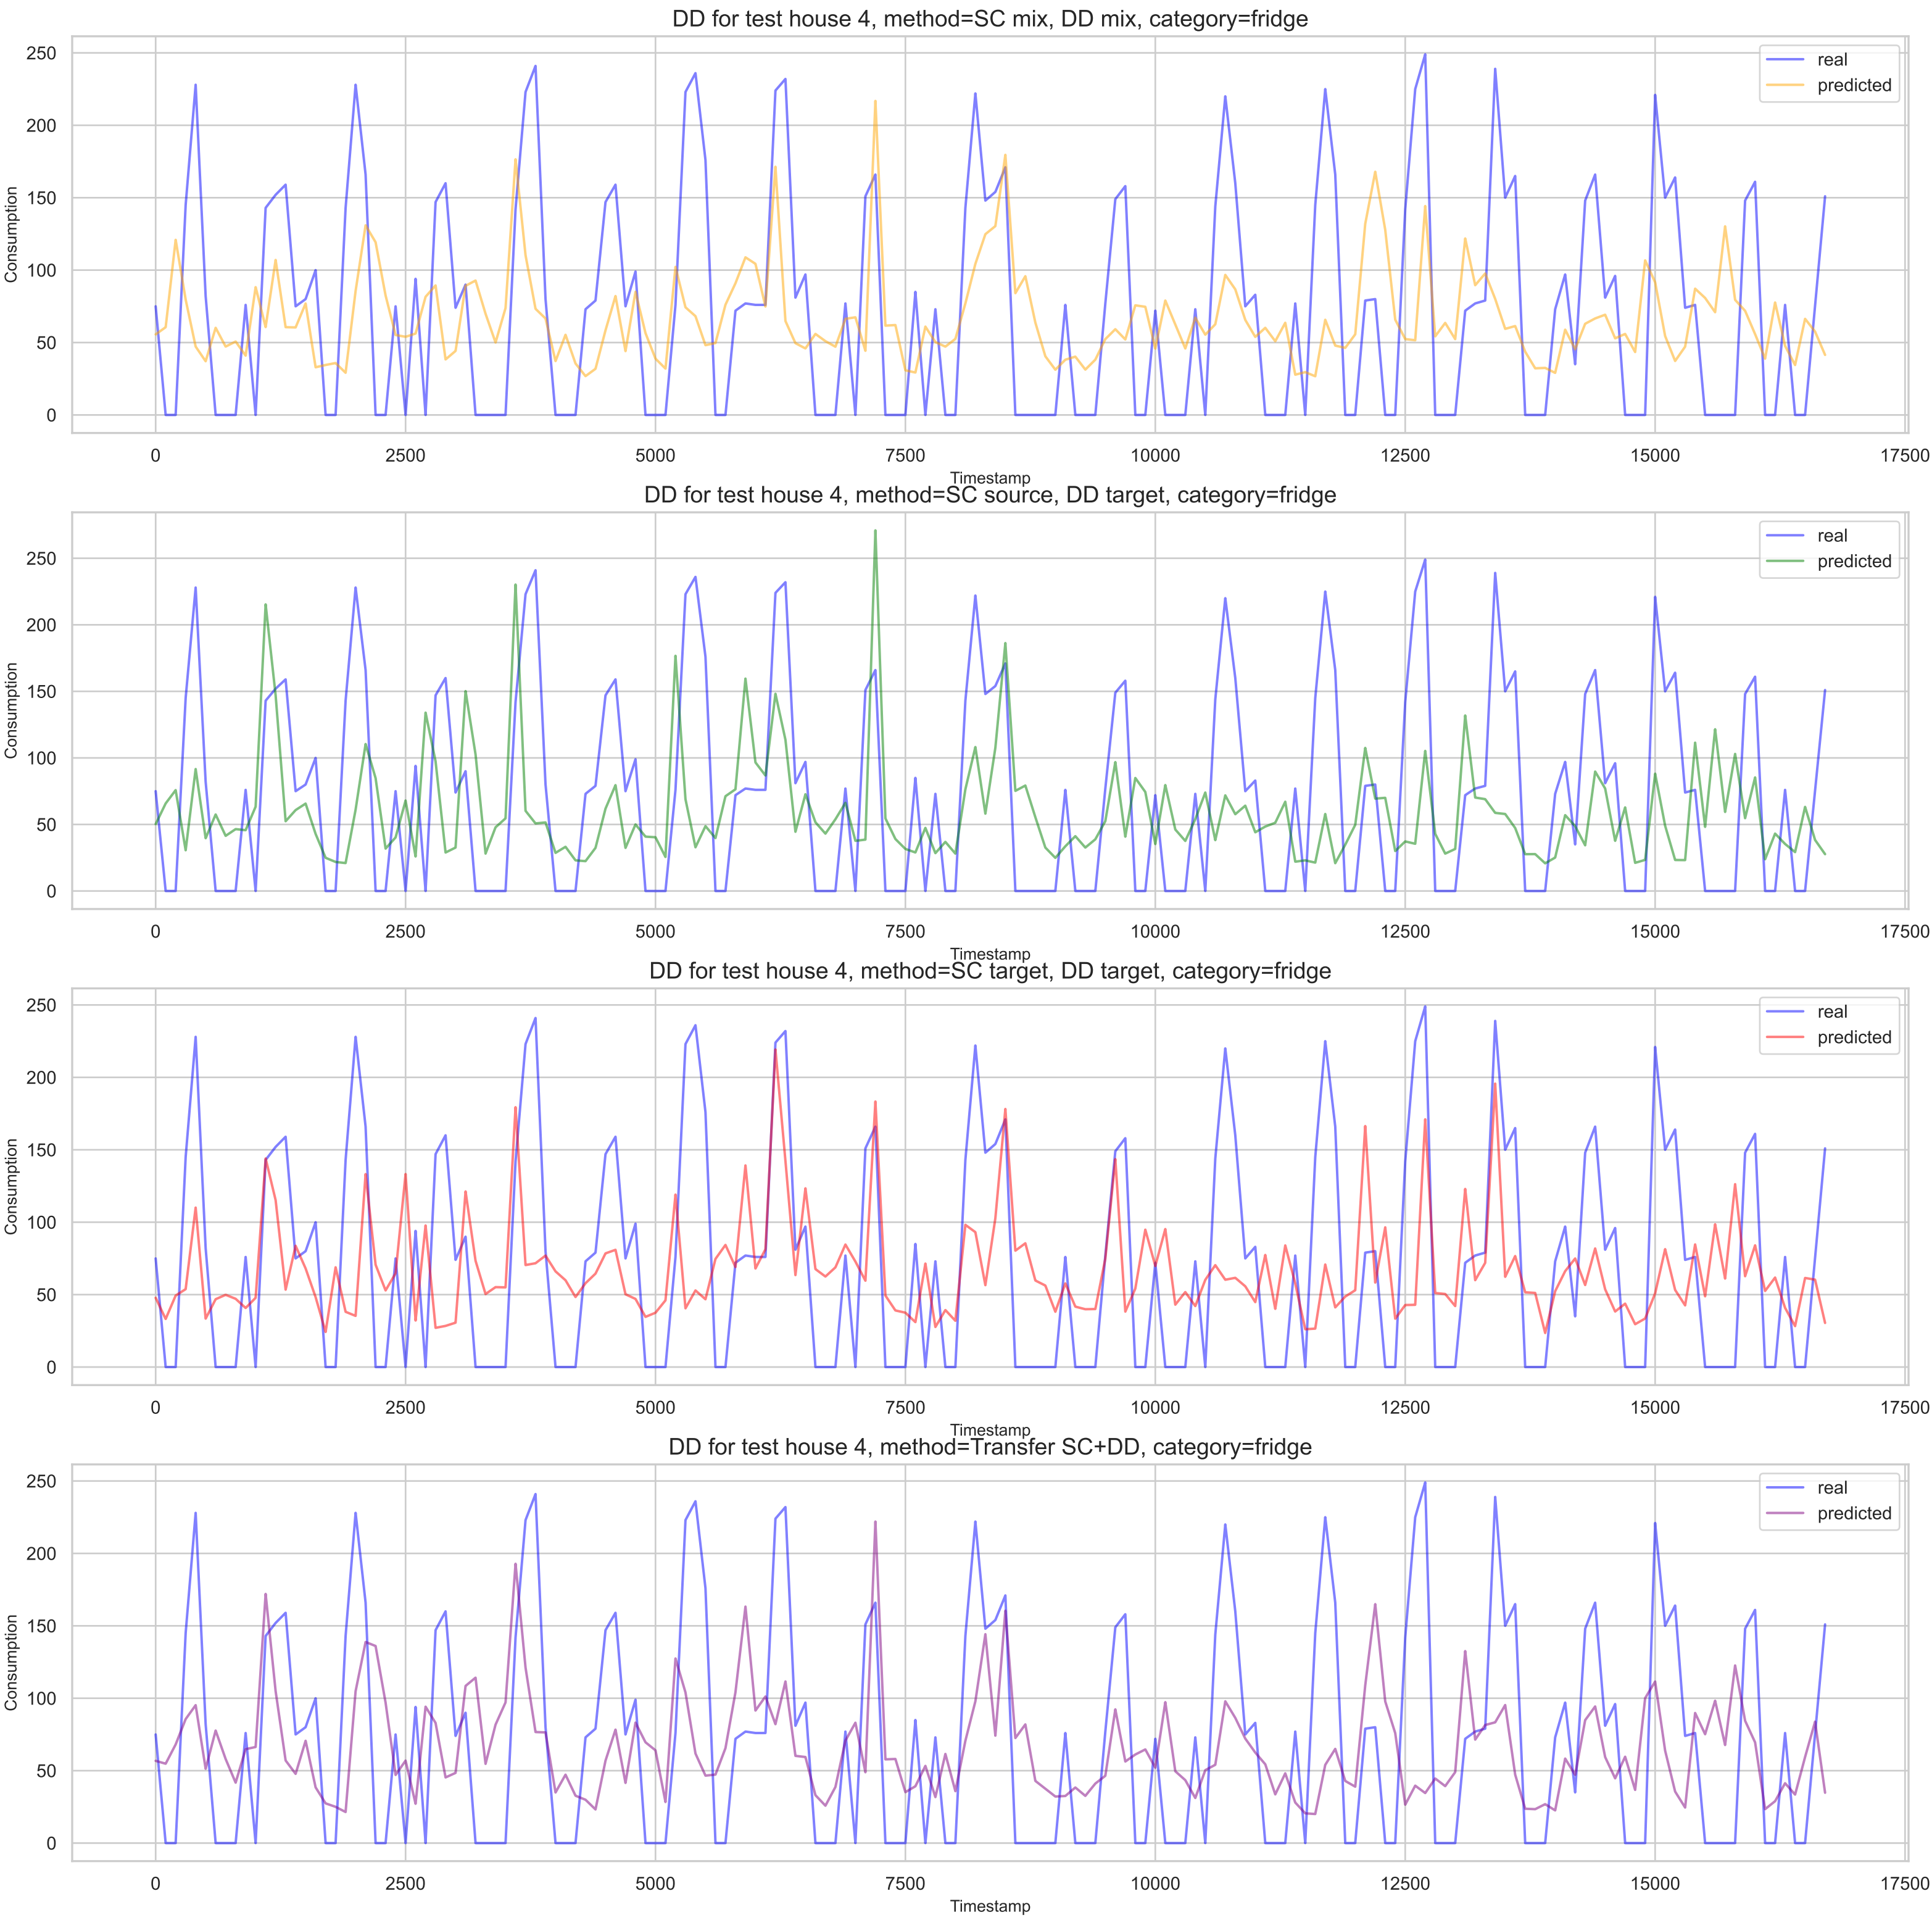 DD for test house 4, method=SC mix, DD mix, category=fridge
real
predicted
Consumption
250
200
150
100
50
0
0 2500 5000 7500 10000 12500 15000 17500
Timestamp
DD for test house 4, method=SC source, DD target, category=fridge
real
predicted
Consumption
250
200
150
100
50
0
0 2500 5000 7500 10000 12500 15000 17500
Timestamp
DD for test house 4, method=SC target, DD target, category=fridge
real
predicted
Consumption
250
200
150
100
50
0
0 2500 5000 7500 10000 12500 15000 17500
Timestamp
DD for test house 4, method=Transfer SC+DD, category=fridge
real
predicted
Consumption
250
200
150
100
50
0
0 2500 5000 7500 10000 12500 15000 17500
Timestamp